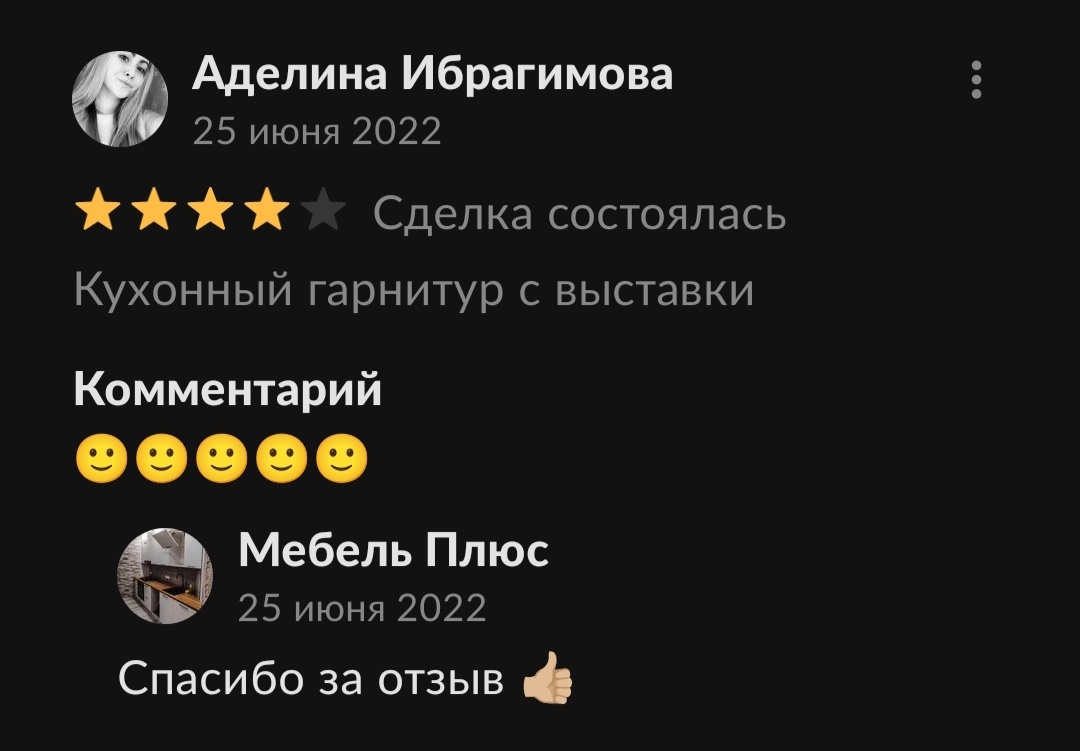 Аделина Ибрагимова
25 июня 2022
Сделка состоялась
Кухонный гарнитур с выставки
Комментарий
🙂🙂🙂🙂🙂
Мебель Плюс
25 июня 2022
Спасибо за отзыв 👍🏼